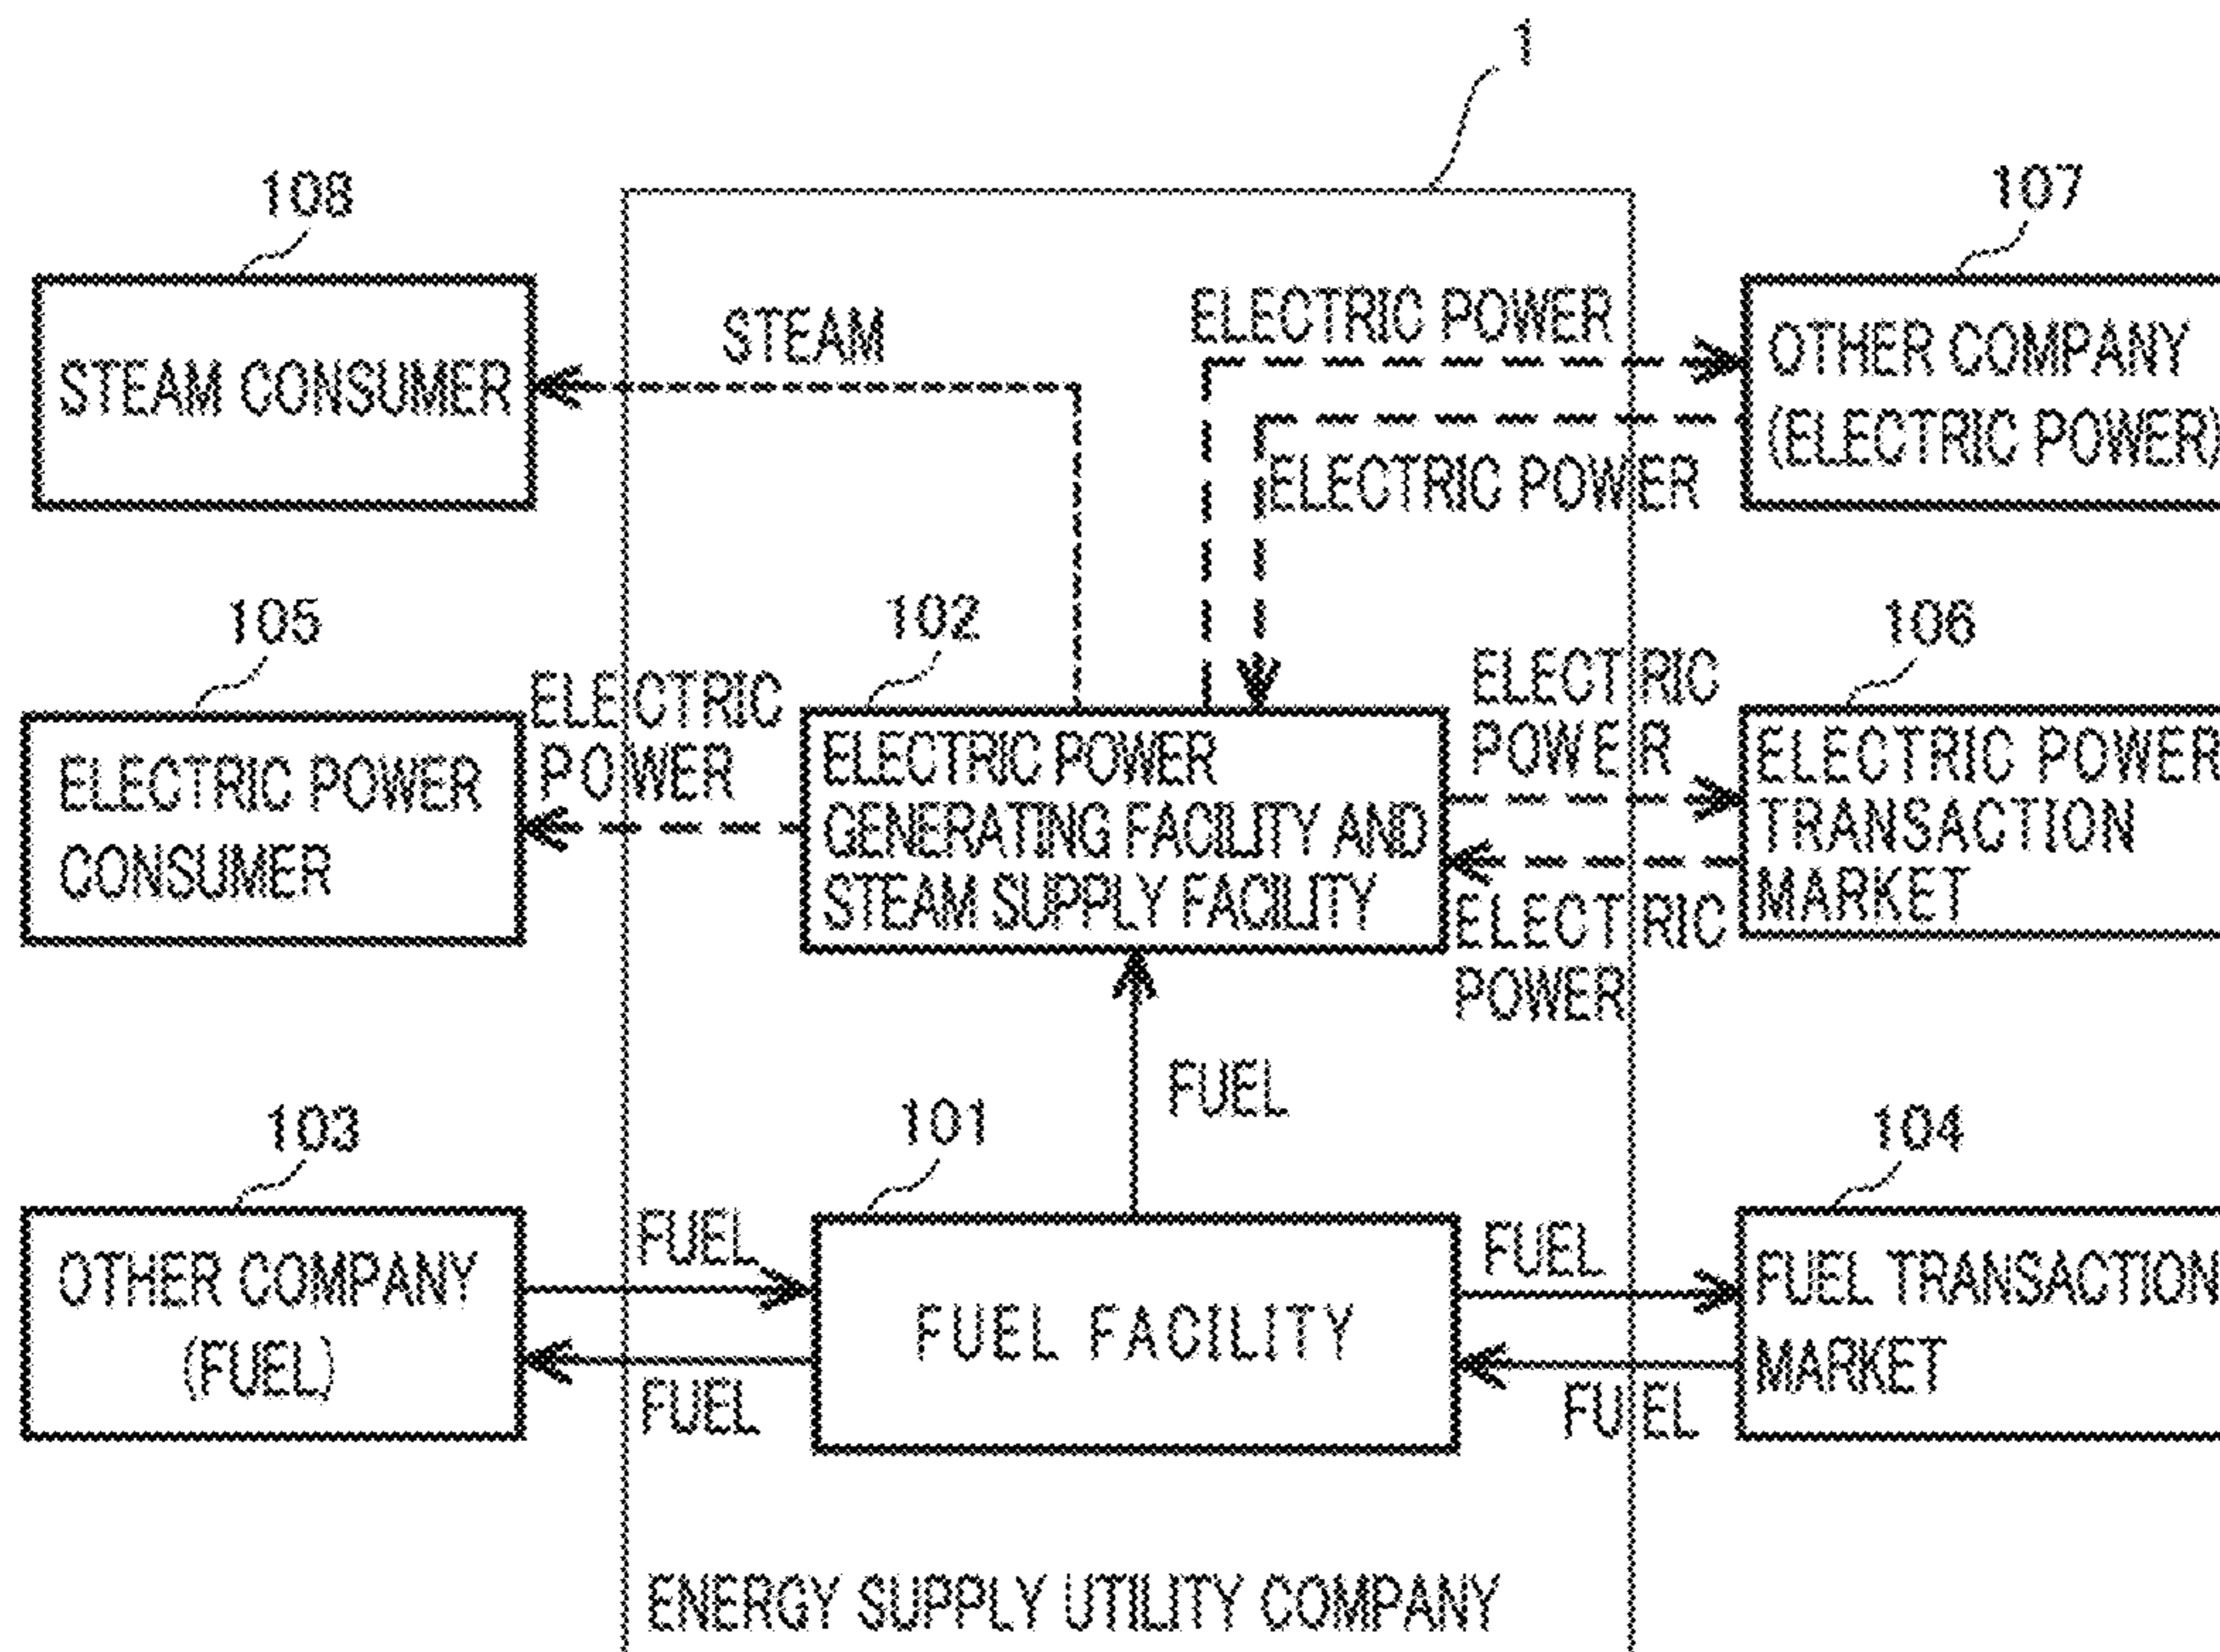 1
108
107
STEAM CONSUMER
STEAM
ELECTRIC POWER
ELECTRIC POWER
OTHER COMPANY
(ELECTRIC POWER)
105
102
106
ELECTRIC POWER
CONSUMER
ELECTRIC
POWER
ELECTRIC POWER
GENERATING FACILITY AND
STEAM SUPPLY FACILITY
ELECTRIC
POWER
ELECTRIC
POWER
ELECTRIC POWER
TRANSACTION
MARKET
FUEL
103
101
104
OTHER COMPANY
(FUEL)
FUEL
FUEL
FUEL FACILITY
FUEL
FUEL
FUEL TRANSACTION
MARKET
ENERGY SUPPLY UTILITY COMPANY